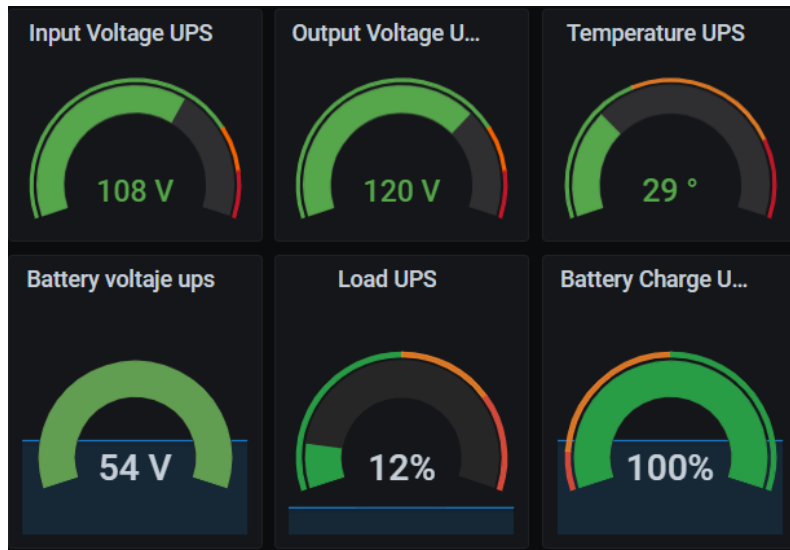 Input Voltage UPS
Output Voltage U...
Temperature UPS
108 V
120 V
29 °
Battery voltaje ups
Load UPS
Battery Charge U...
54 V
12%
100%